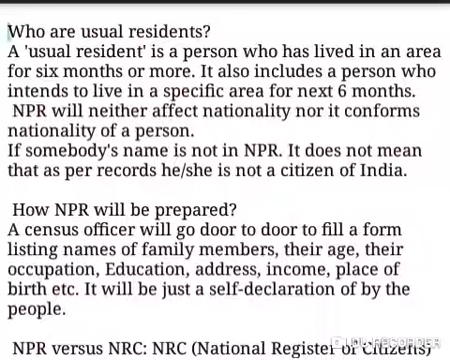 Who are usual residents?
A 'usual resident' is a person who has lived in an area
for six months or more. It also includes a person who
intends to live in a specific area for next 6 months.
NPR will neither affect nationality nor it conforms
nationality of a person.
If somebody's name is not in NPR. It does not mean
that as per records he/she is not a citizen of India.
How NPR will be prepared?
A census officer will go door to door to fill a form
listing names of family members, their age, their
occupation, Education, address, income, place of
birth etc. It will be just a self-declaration of by the
people.
NPR versus NRC: NRC (National Register of Citizens)
RECORDER